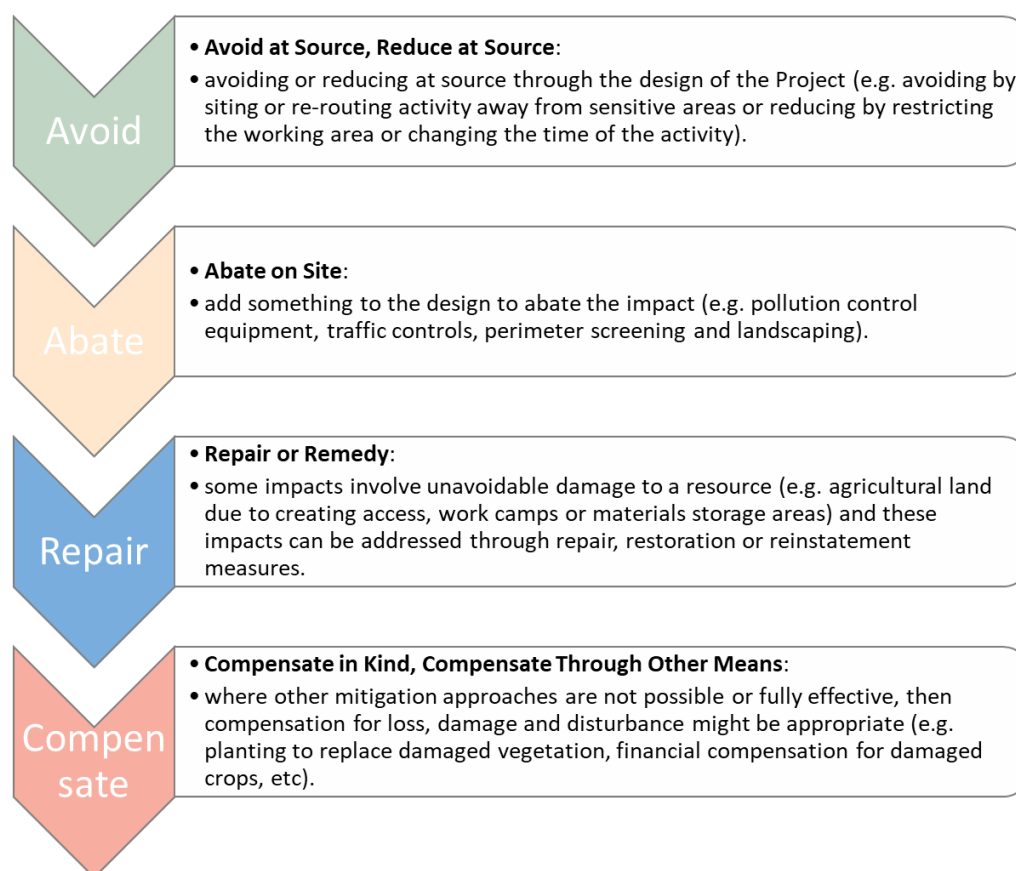 Avoid
• Avoid at Source, Reduce at Source:
• avoiding or reducing at source through the design of the Project (e.g. avoiding by
siting or re-routing activity away from sensitive areas or reducing by restricting
the working area or changing the time of the activity).
Abate
• Abate on Site:
• add something to the design to abate the impact (e.g. pollution control
equipment, traffic controls, perimeter screening and landscaping).
Repair
• Repair or Remedy:
• some impacts involve unavoidable damage to a resource (e.g. agricultural land
due to creating access, work camps or materials storage areas) and these
impacts can be addressed through repair, restoration or reinstatement
measures.
Compen
sate
• Compensate in Kind, Compensate Through Other Means:
• where other mitigation approaches are not possible or fully effective, then
compensation for loss, damage and disturbance might be appropriate (e.g.
planting to replace damaged vegetation, financial compensation for damaged
crops, etc).